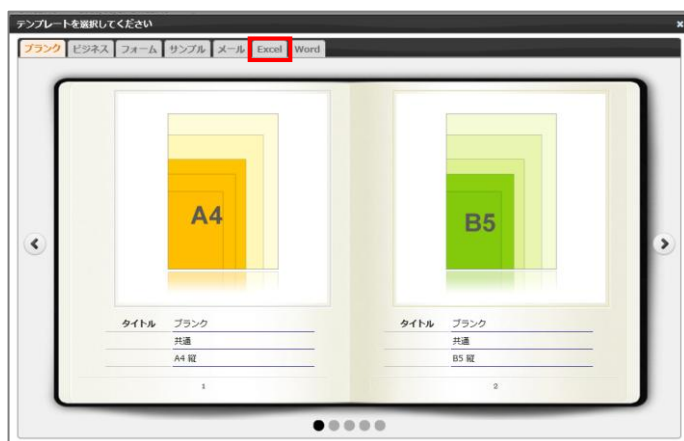 テンプレートを選択してください
ブランク ビジネス フォーム サンプル メール Excel Word
A4
B5
タイトル ブランク
共通
A4 縦
1
タイトル ブランク
共通
B5 縦
2